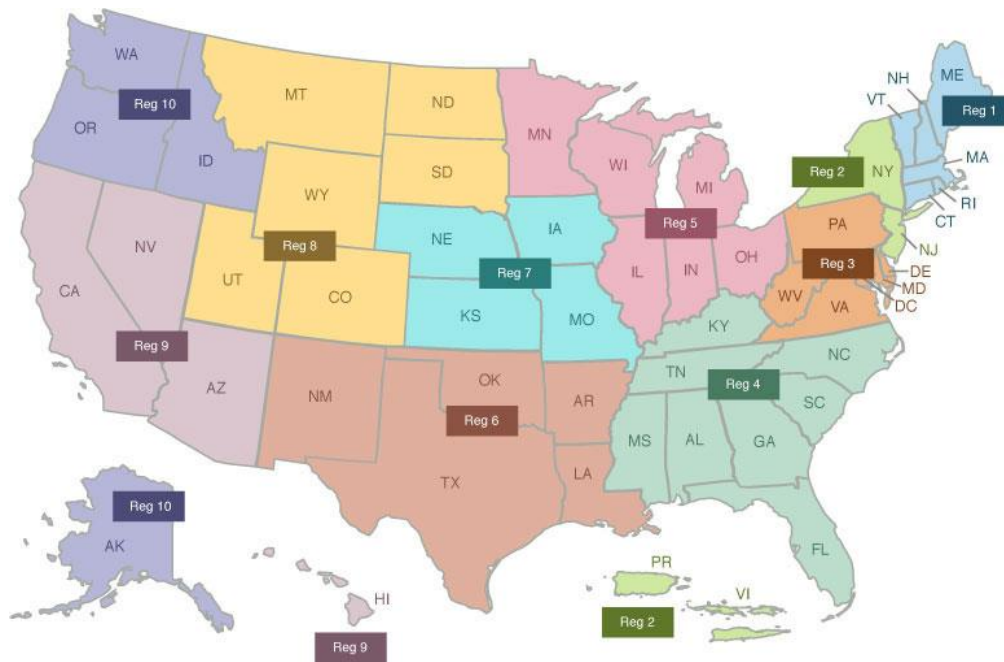 WA
MT
ND
MN
ME
NH
VT
Reg 10
Reg 1
OR
ID
SD
WI
MI
NY
MA
Reg 2
RI
CT
WY
Reg 8
NE
IA
Reg 5
PA
NJ
NV
UT
CO
Reg 7
IL
IN
OH
Reg 3
DE
MD
DC
WV
VA
CA
KS
MO
KY
Reg 9
AZ
NM
OK
AR
TN
NC
Reg 4
SC
Reg 6
MS
AL
GA
TX
LA
FL
Reg 10
AK
HI
Reg 9
PR
VI
Reg 2